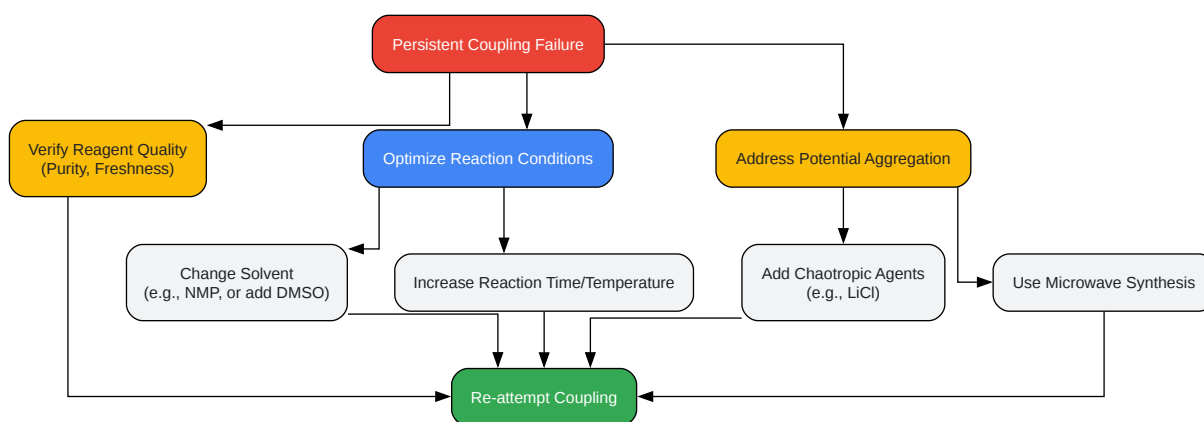 Persistent Coupling Failure
Verify Reagent Quality
(Purity, Freshness)
Optimize Reaction Conditions
Address Potential Aggregation
Change Solvent
(e.g., NMP, or add DMSO)
Increase Reaction Time/Temperature
Add Chaotropic Agents
(e.g., LiCl)
Use Microwave Synthesis
Re-attempt Coupling